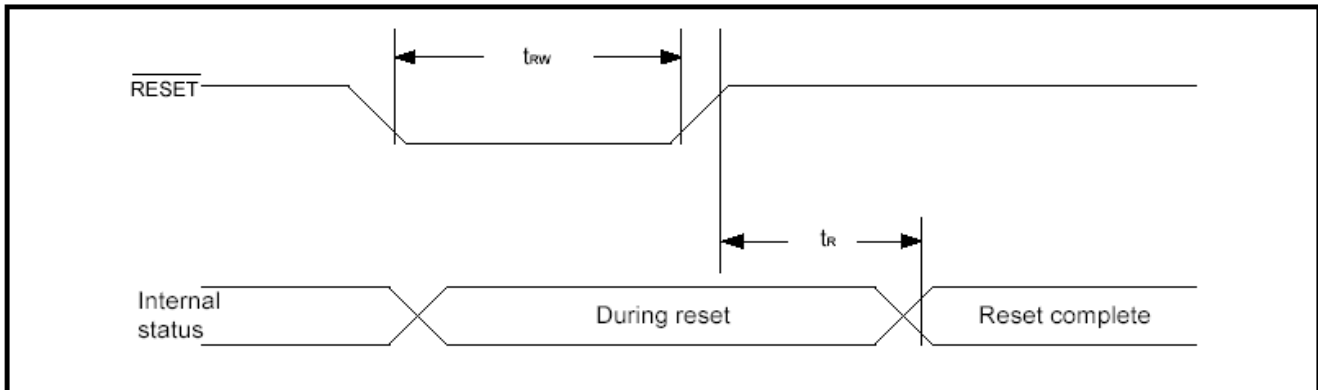 tRW
RESET
tR
Internal
status
During reset
Reset complete